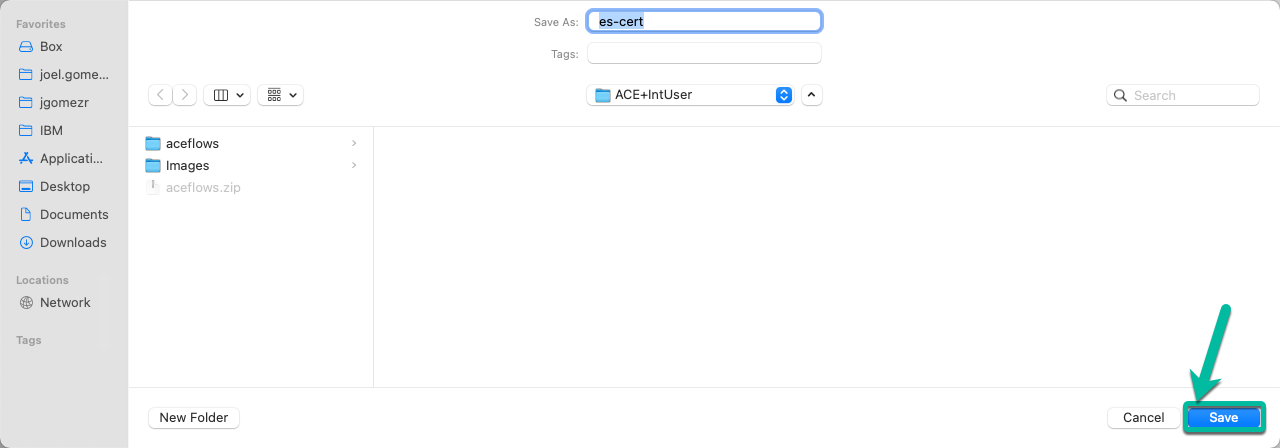 Favorites
Box
joel.gome...
jgomezr
IBM
Applicati...
Desktop
Documents
Downloads
Locations
Network
Tags
Save As: es-cert
Tags:
ACE+IntUser
Search
aceflows
Images
aceflows.zip
New Folder
Cancel
Save